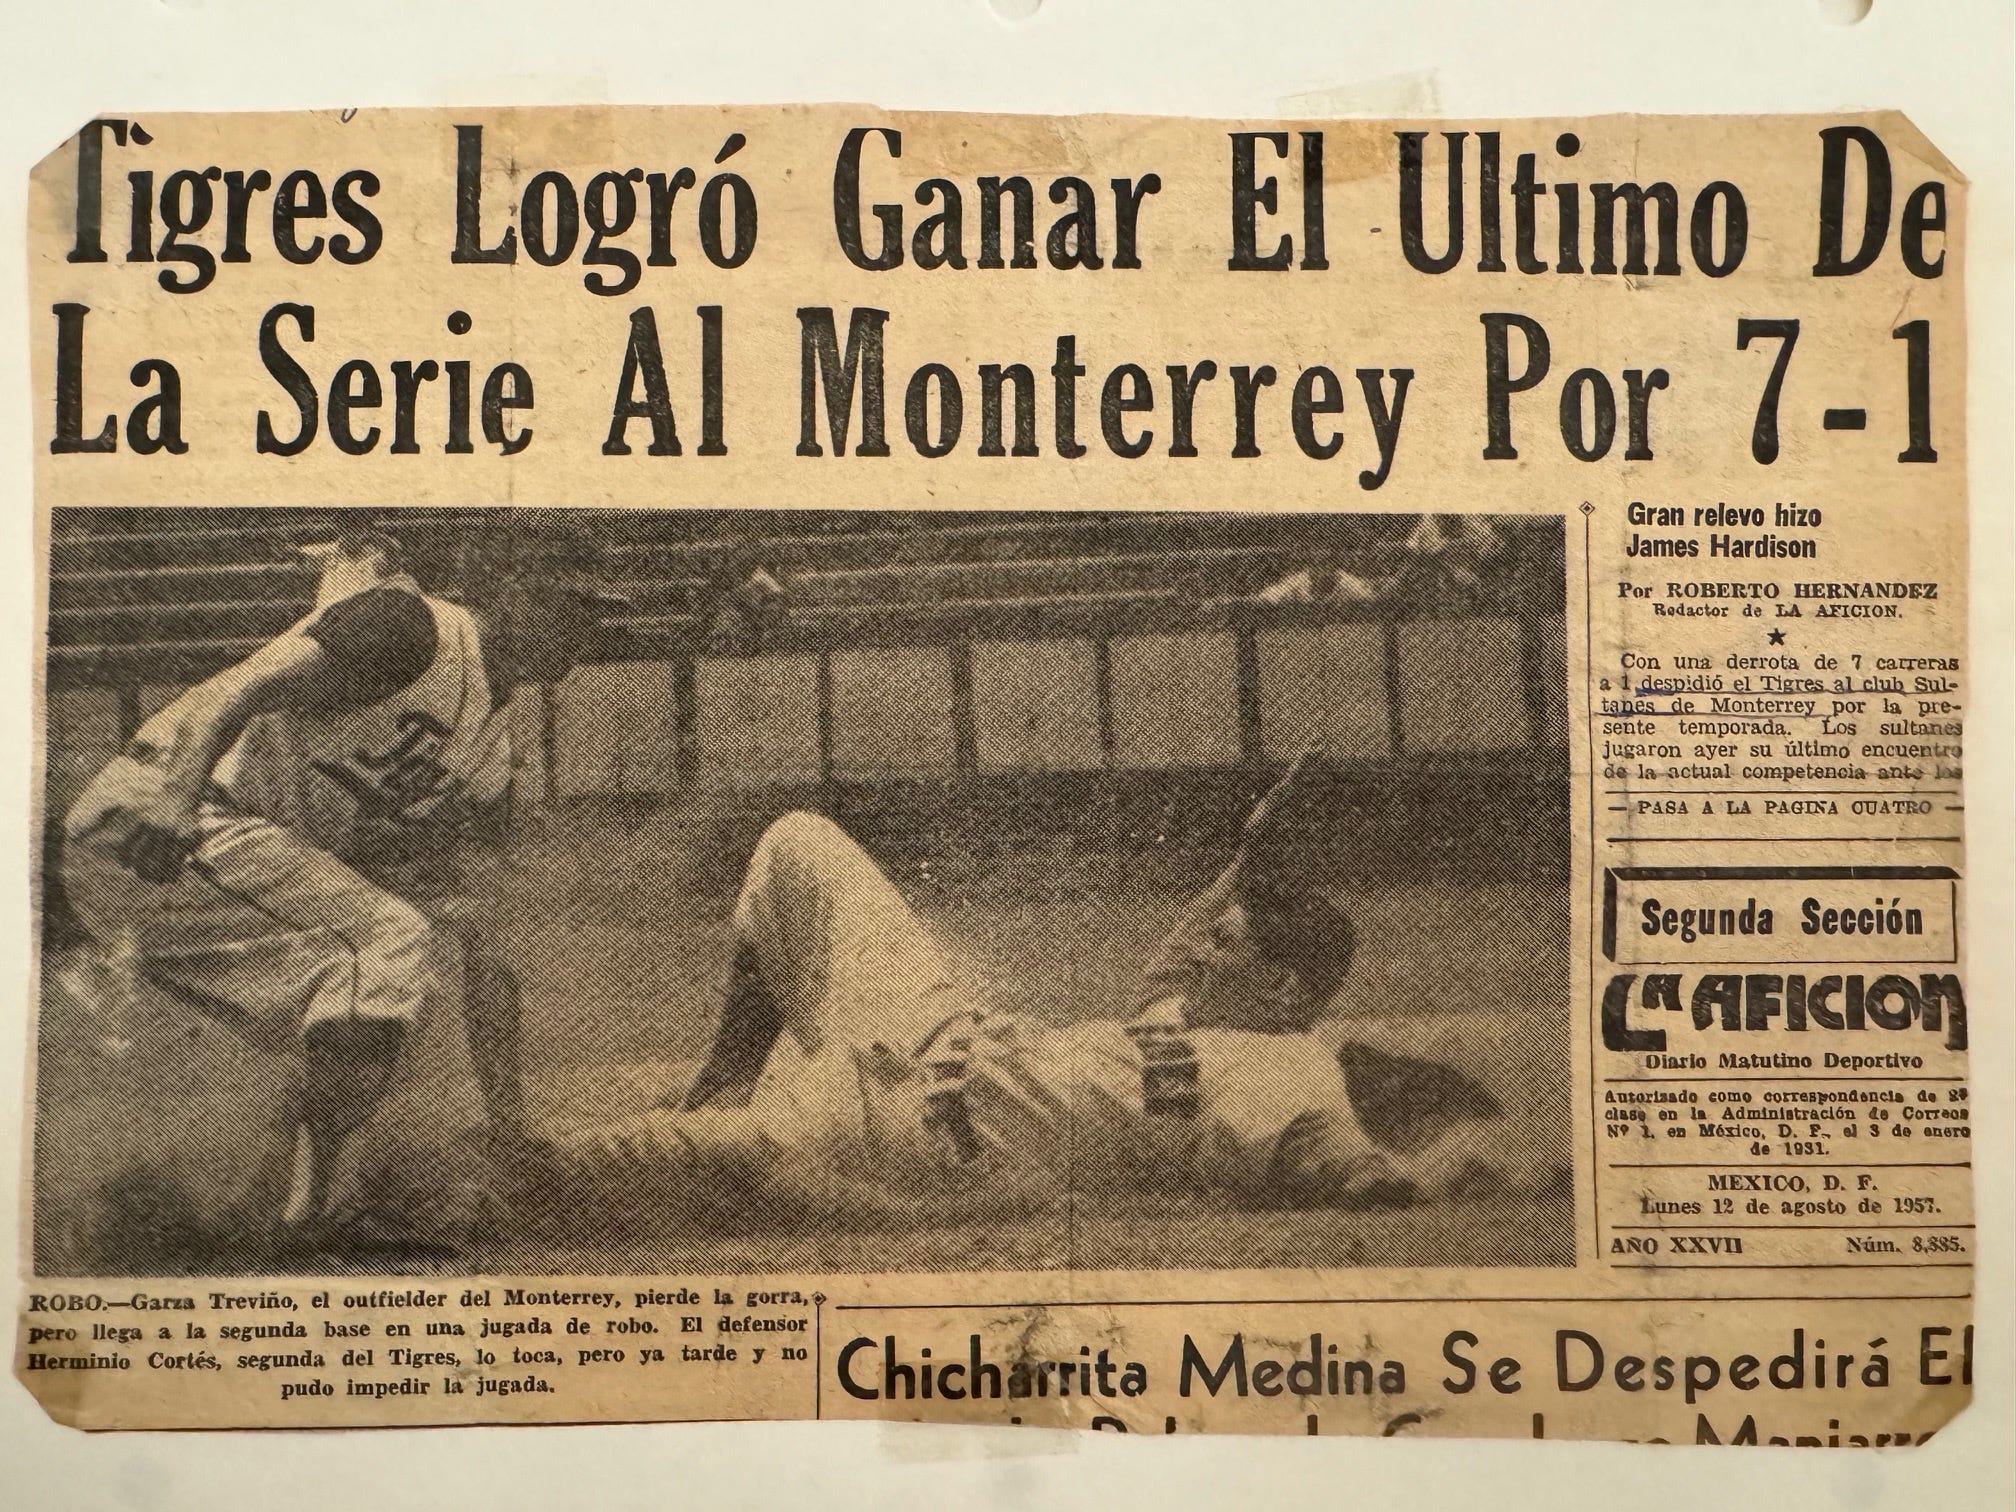 Tigres Logró Ganar El Ultimo De
La Serie Al Monterrey Por 7-1
Gran relevo hizo
James Hardison
Por ROBERTO HERNANDEZ
Redactor de LA AFICION.
Con una derrota de 7 carreras
a 1 despidió el Tigres al club Sul-
tanes de Monterrey por la pre-
sente temporada. Los sultanes
jugaron ayer su último encuentro
de la actual competencia ante los
— PASA A LA PAGINA CUATRO —
Segunda Sección
LA AFICION
Diario Matutino Deportivo
Autorizado como correspondencia de 2ª
clase en la Administración de Correos
Nº 1, en México, D. F., el 3 de enero
de 1931.
MEXICO, D. F.
Lunes 12 de agosto de 1957.
AÑO XXVII Núm. 8,885.
ROBO.—Garza Treviño, el outfielder del Monterrey, pierde la gorra,
pero llega a la segunda base en una jugada de robo. El defensor
Herminio Cortés, segunda del Tigres, lo toca, pero ya tarde y no
pudo impedir la jugada.
Chicharrita Medina Se Despedirá El